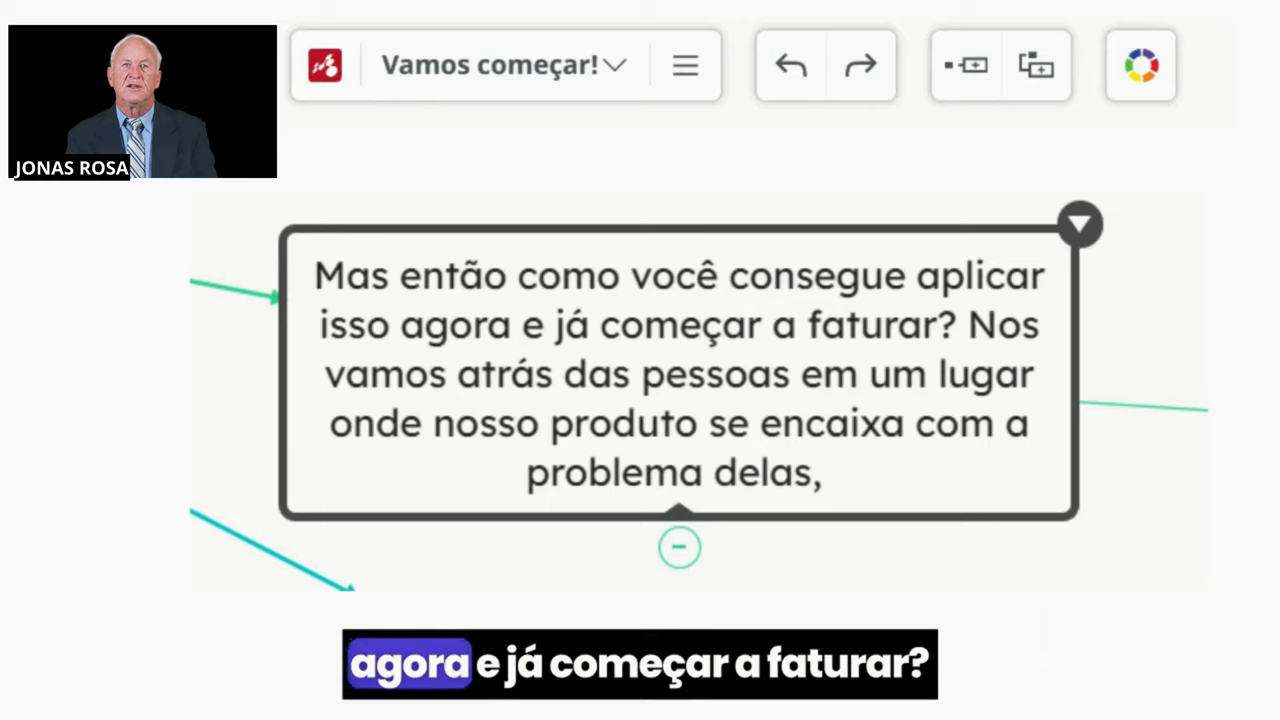 JONAS ROSA
Vamos começar!
Mas então como você consegue aplicar
isso agora e já começar a faturar? Nos
vamos atrás das pessoas em um lugar
onde nosso produto se encaixa com a
problema delas,
agora e já começar a faturar?